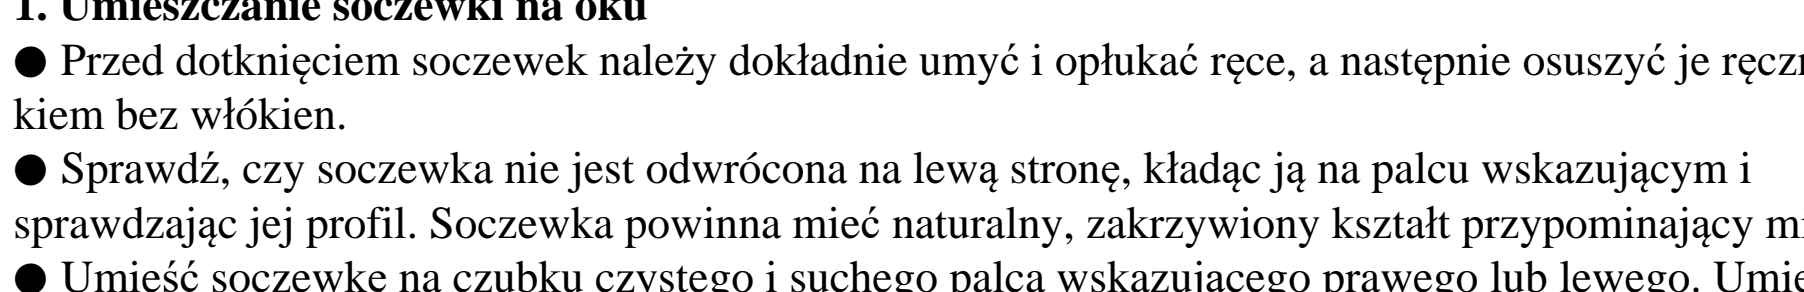 1. Umieszczanie soczewki na oku
● Przed dotknięciem soczewek należy dokładnie umyć i opłukać ręce, a następnie osuszyć je ręcz
kiem bez włókien.
● Sprawdź, czy soczewka nie jest odwrócona na lewą stronę, kładąc ją na palcu wskazującym i
sprawdzając jej profil. Soczewka powinna mieć naturalny, zakrzywiony kształt przypominający
● Umieść soczewkę na czubku czystego i suchego palca wskazującego prawego lub lewego.